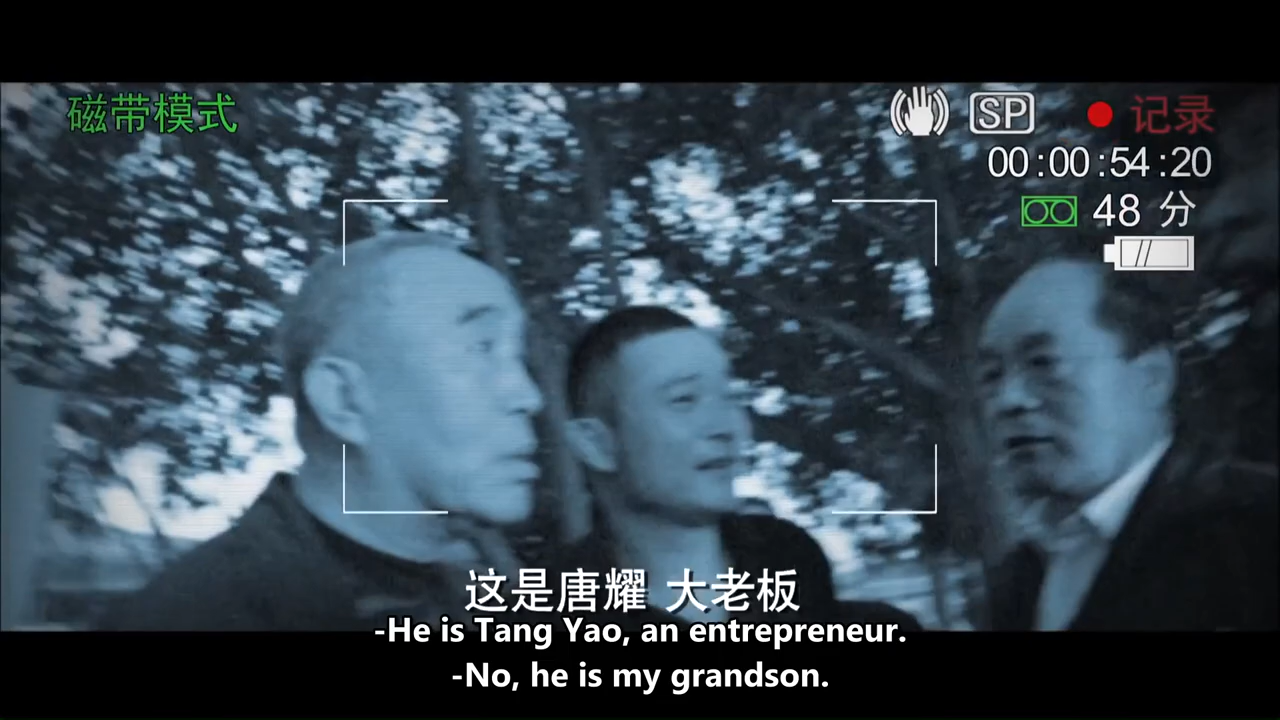 磁带模式
SP
记录
00:00:54:20
48 分
这是唐耀 大老板
-He is Tang Yao, an entrepreneur.
-No, he is my grandson.